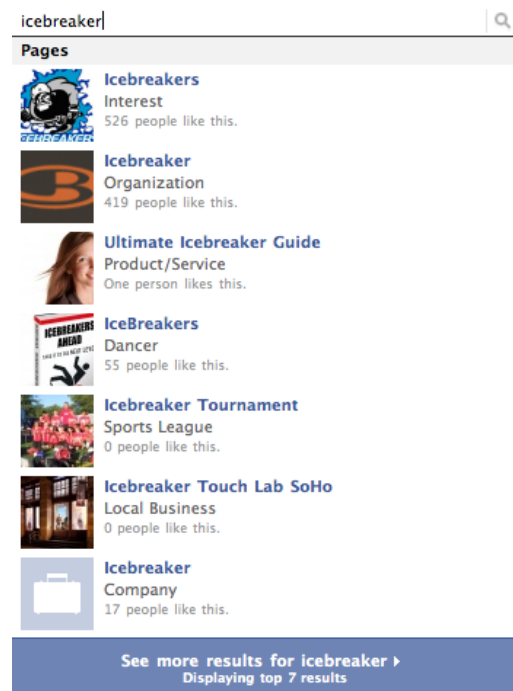 icebreaker
Pages
Icebreakers
Interest
526 people like this.
ICEBREAKERS
Icebreaker
Organization
419 people like this.
Ultimate Icebreaker Guide
Product/Service
One person likes this.
IceBreakers
Dancer
55 people like this.
ICEBREAKERS
AHEAD
Icebreaker Tournament
Sports League
0 people like this.
Icebreaker Touch Lab SoHo
Local Business
0 people like this.
Icebreaker
Company
17 people like this.
See more results for icebreaker
Displaying top 7 results